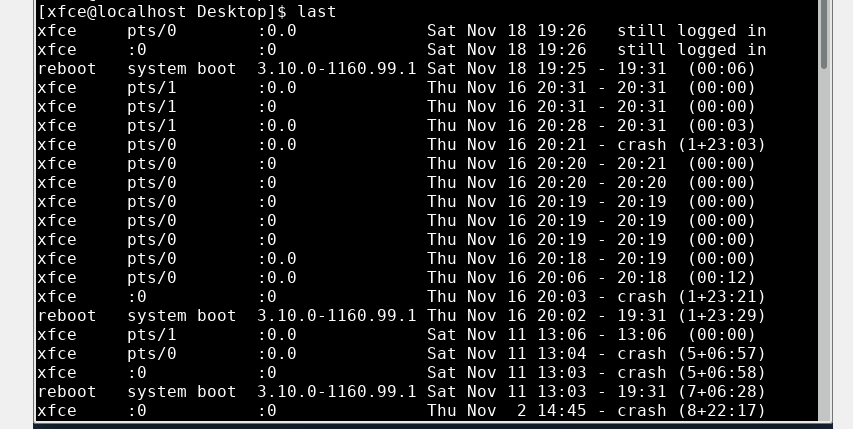 [xfce@localhost Desktop]$ last
xfce     pts/0        :0.0             Sat Nov 18 19:26   still logged in
xfce     :0           :0               Sat Nov 18 19:26   still logged in
reboot   system boot  3.10.0-1160.99.1 Sat Nov 18 19:25 - 19:31  (00:06)
xfce     pts/1        :0.0             Thu Nov 16 20:31 - 20:31  (00:00)
xfce     pts/1        :0               Thu Nov 16 20:31 - 20:31  (00:00)
xfce     pts/1        :0.0             Thu Nov 16 20:28 - 20:31  (00:03)
xfce     pts/0        :0.0             Thu Nov 16 20:21 - crash (1+23:03)
xfce     pts/0        :0               Thu Nov 16 20:20 - 20:21  (00:00)
xfce     pts/0        :0               Thu Nov 16 20:20 - 20:20  (00:00)
xfce     pts/0        :0               Thu Nov 16 20:19 - 20:19  (00:00)
xfce     pts/0        :0               Thu Nov 16 20:19 - 20:19  (00:00)
xfce     pts/0        :0               Thu Nov 16 20:19 - 20:19  (00:00)
xfce     pts/0        :0.0             Thu Nov 16 20:18 - 20:19  (00:00)
xfce     pts/0        :0.0             Thu Nov 16 20:06 - 20:18  (00:12)
xfce     :0           :0               Thu Nov 16 20:03 - crash (1+23:21)
reboot   system boot  3.10.0-1160.99.1 Thu Nov 16 20:02 - 19:31 (1+23:29)
xfce     pts/1        :0.0             Sat Nov 11 13:06 - 13:06  (00:00)
xfce     pts/0        :0.0             Sat Nov 11 13:04 - crash (5+06:57)
xfce     :0           :0               Sat Nov 11 13:03 - crash (5+06:58)
reboot   system boot  3.10.0-1160.99.1 Sat Nov 11 13:03 - 19:31 (7+06:28)
xfce     :0           :0               Thu Nov  2 14:45 - crash (8+22:17)